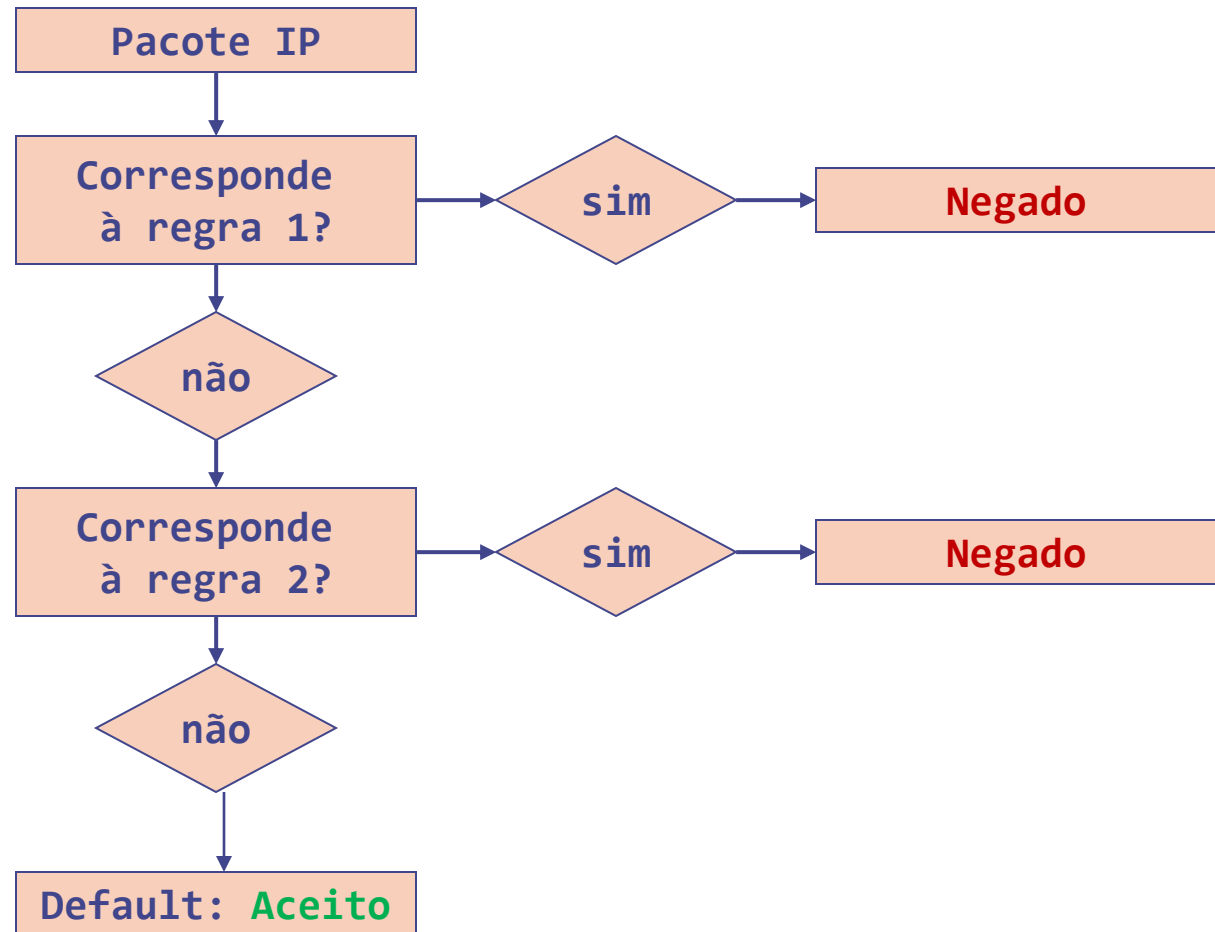 Pacote IP
Corresponde
à regra 1?
sim
Negado
não
Corresponde
à regra 2?
sim
Negado
não
Default: Aceito